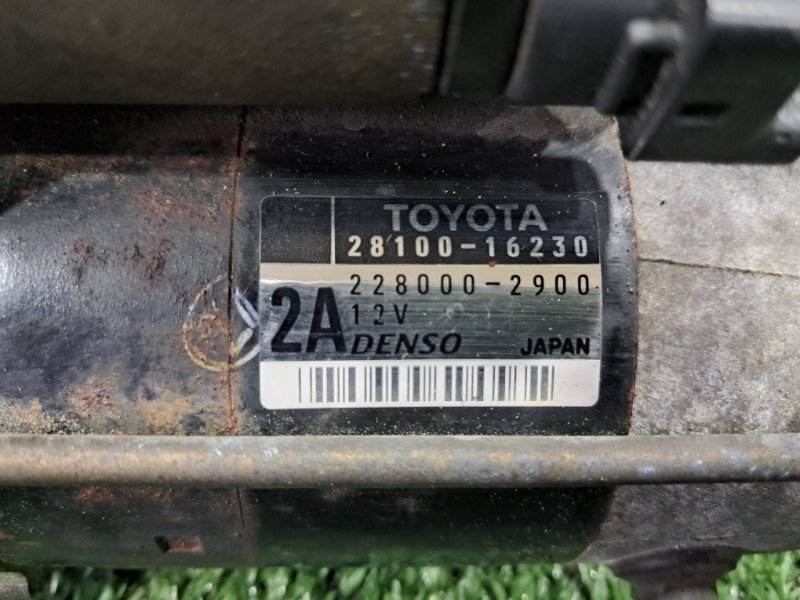 TOYOTA
28100-16230
228000-2900
2A 12V
DENSO JAPAN